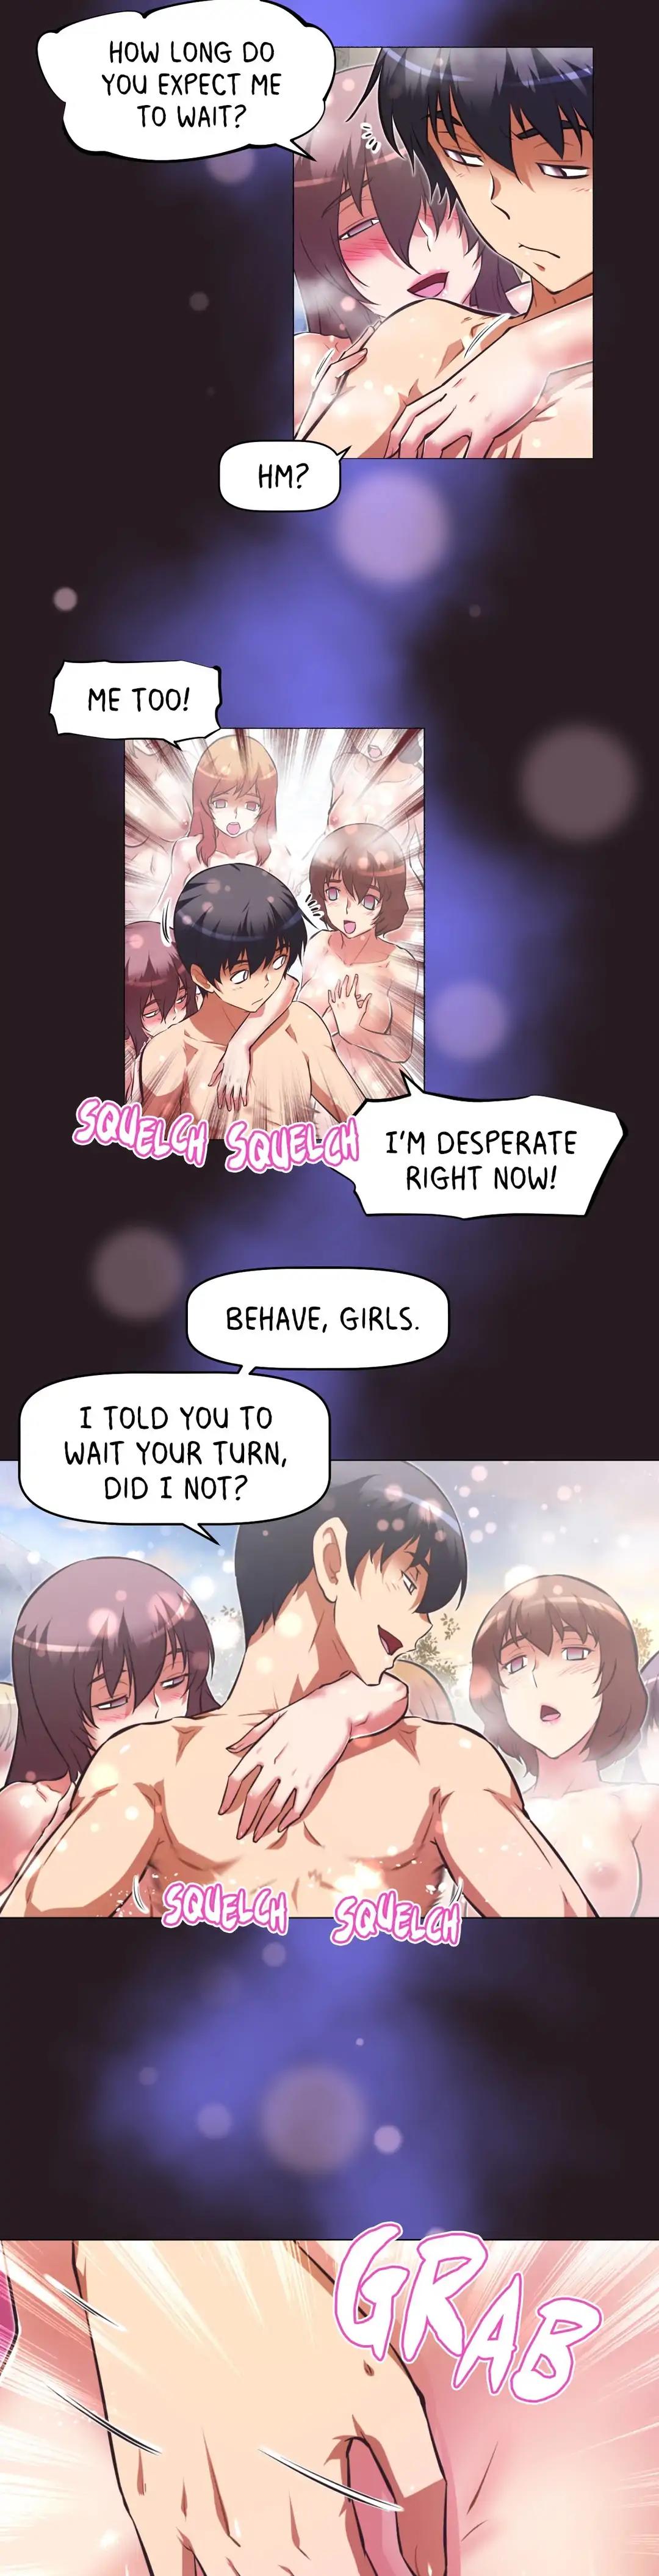 HOW LONG DO
YOU EXPECT ME
TO WAIT?
HM?
ME TOO!
SQUELCH SQUELCH
I'M DESPERATE
RIGHT NOW!
BEHAVE, GIRLS.
I TOLD YOU TO
WAIT YOUR TURN,
DID I NOT?
SQUELCH SQUELCH
GRAB